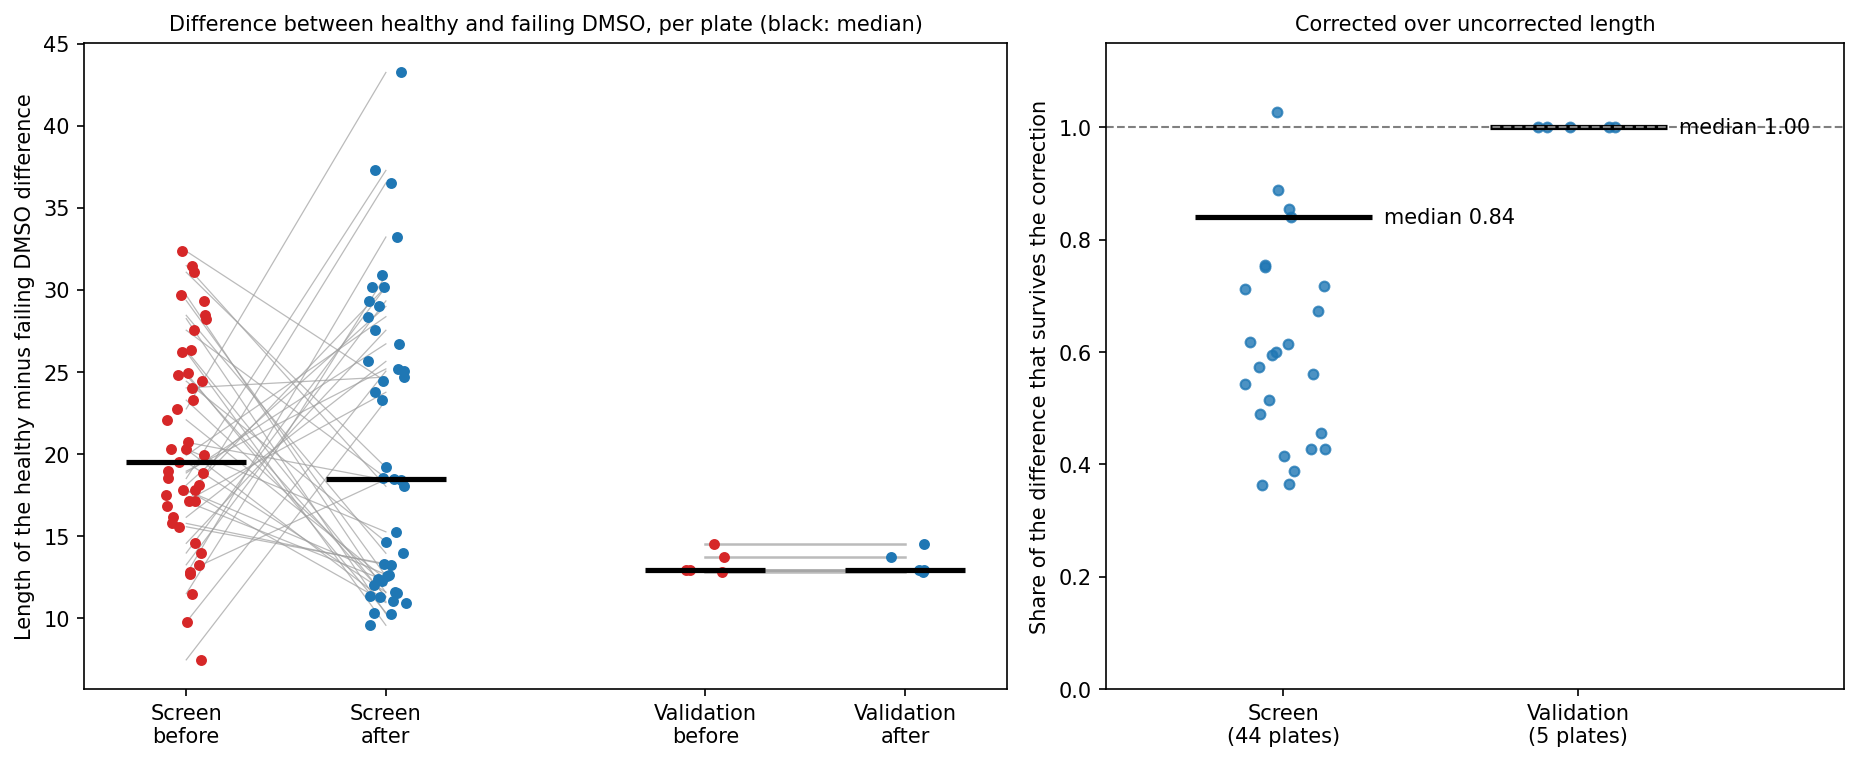 Difference between healthy and failing DMSO, per plate (black: median)
Length of the healthy minus failing DMSO difference
45
40
35
30
25
20
15
10
Screen
before
Screen
after
Validation
before
Validation
after
Corrected over uncorrected length
Share of the difference that survives the correction
1.0
0.8
0.6
0.4
0.2
0.0
median 1.00
median 0.84
Screen
(44 plates)
Validation
(5 plates)